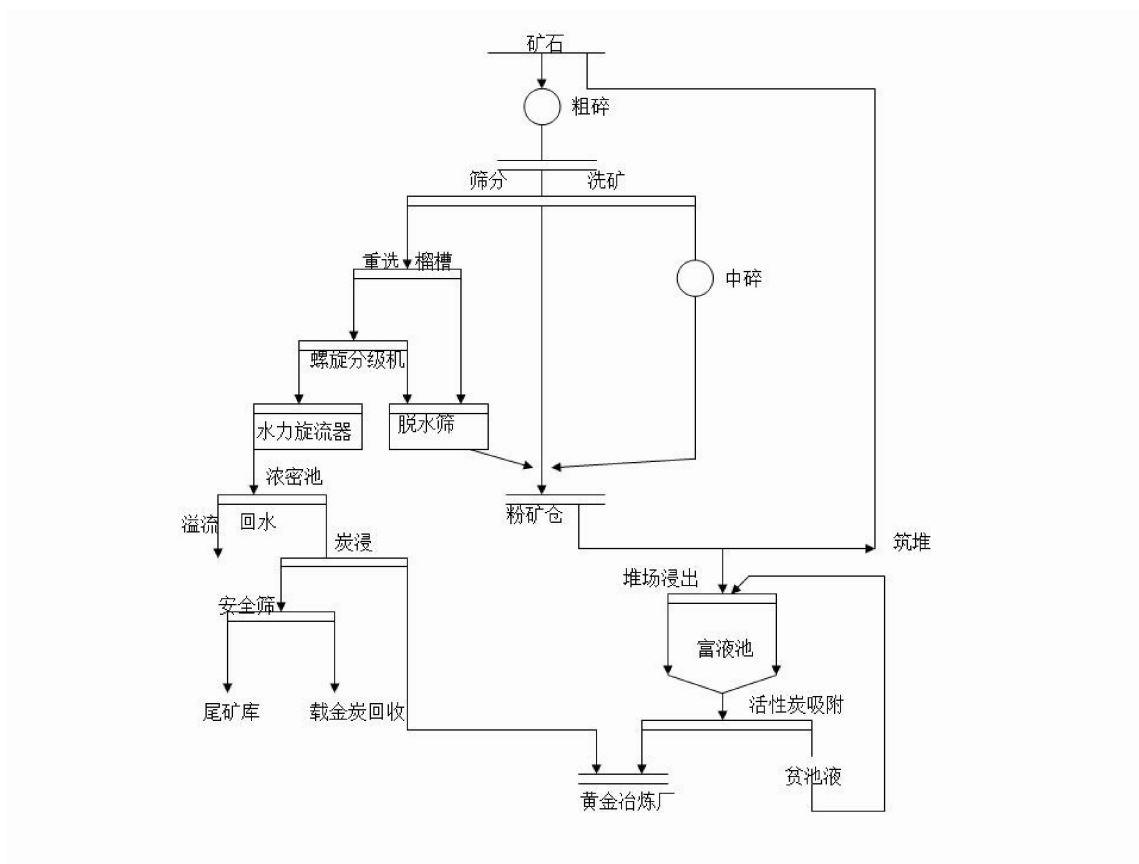 矿石
粗碎
筛分 洗矿
重选 榴槽
中碎
螺旋分级机
水力旋流器
脱水筛
浓密池
粉矿仓
溢流 回水
炭浸
筑堆
堆场浸出
安全筛
富液池
尾矿库
载金炭回收
活性炭吸附
贫池液
黄金冶炼厂